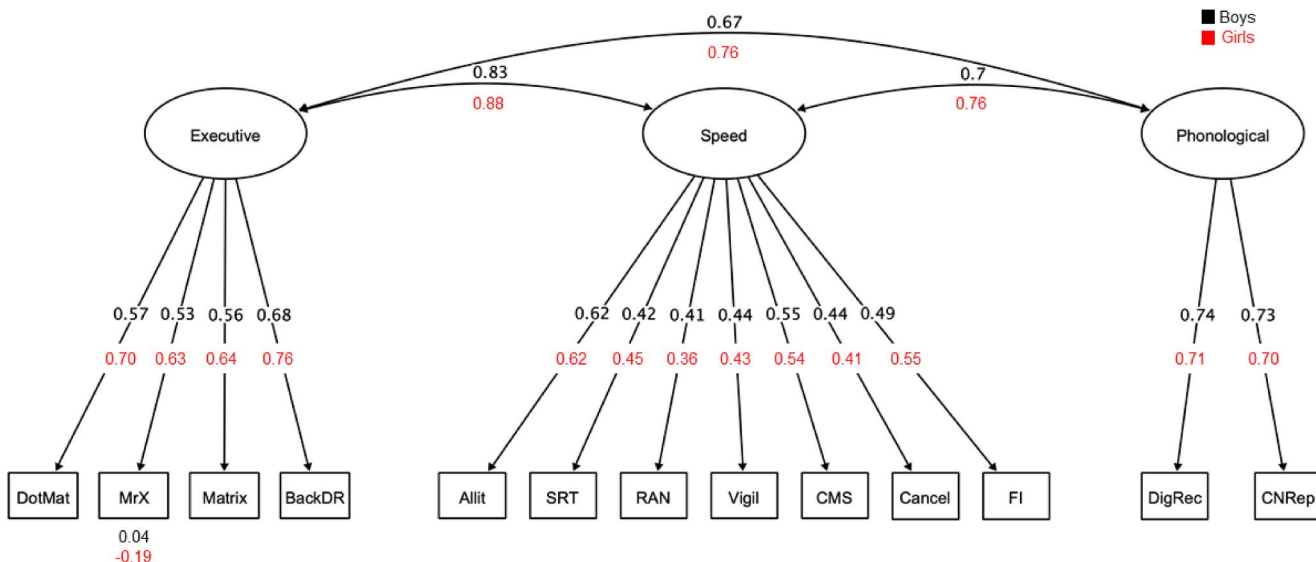 0.67
Boys
Girls
0.76
0.83
0.7
0.88
0.76
Executive
Speed
Phonological
0.57 0.53 0.56 0.68 0.62 0.42 0.41 0.44 0.55 0.44 0.49 0.74 0.73
0.70 0.63 0.64 0.76 0.62 0.45 0.36 0.43 0.54 0.41 0.55 0.71 0.70
DotMat MrX Matrix BackDR Allit SRT RAN Vigil CMS Cancel FI DigRec CNRep
0.04
-0.19